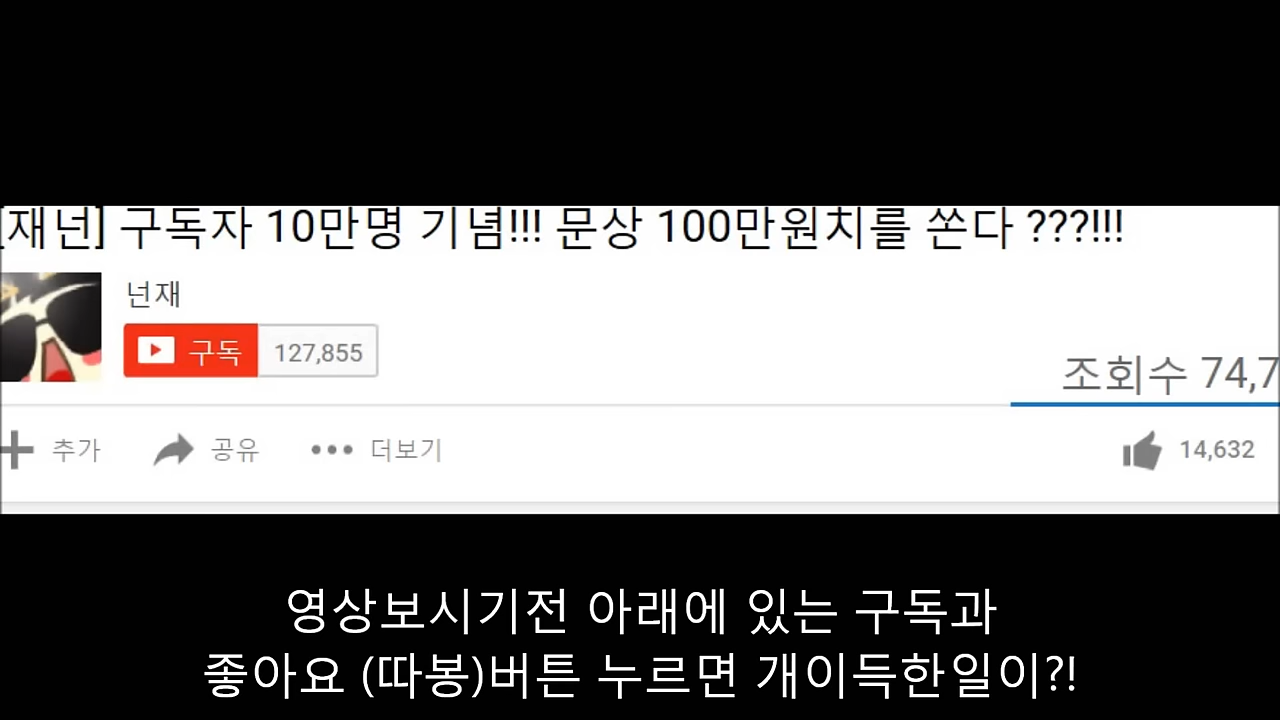 [재넌] 구독자 10만명 기념!!! 문상 100만원치를 쏜다 ???!!!
넌재
구독 127,855
조회수 74,7
추가 공유 더보기 14,632
영상보시기전 아래에 있는 구독과
좋아요 (따봉)버튼 누르면 개이득한일이?!